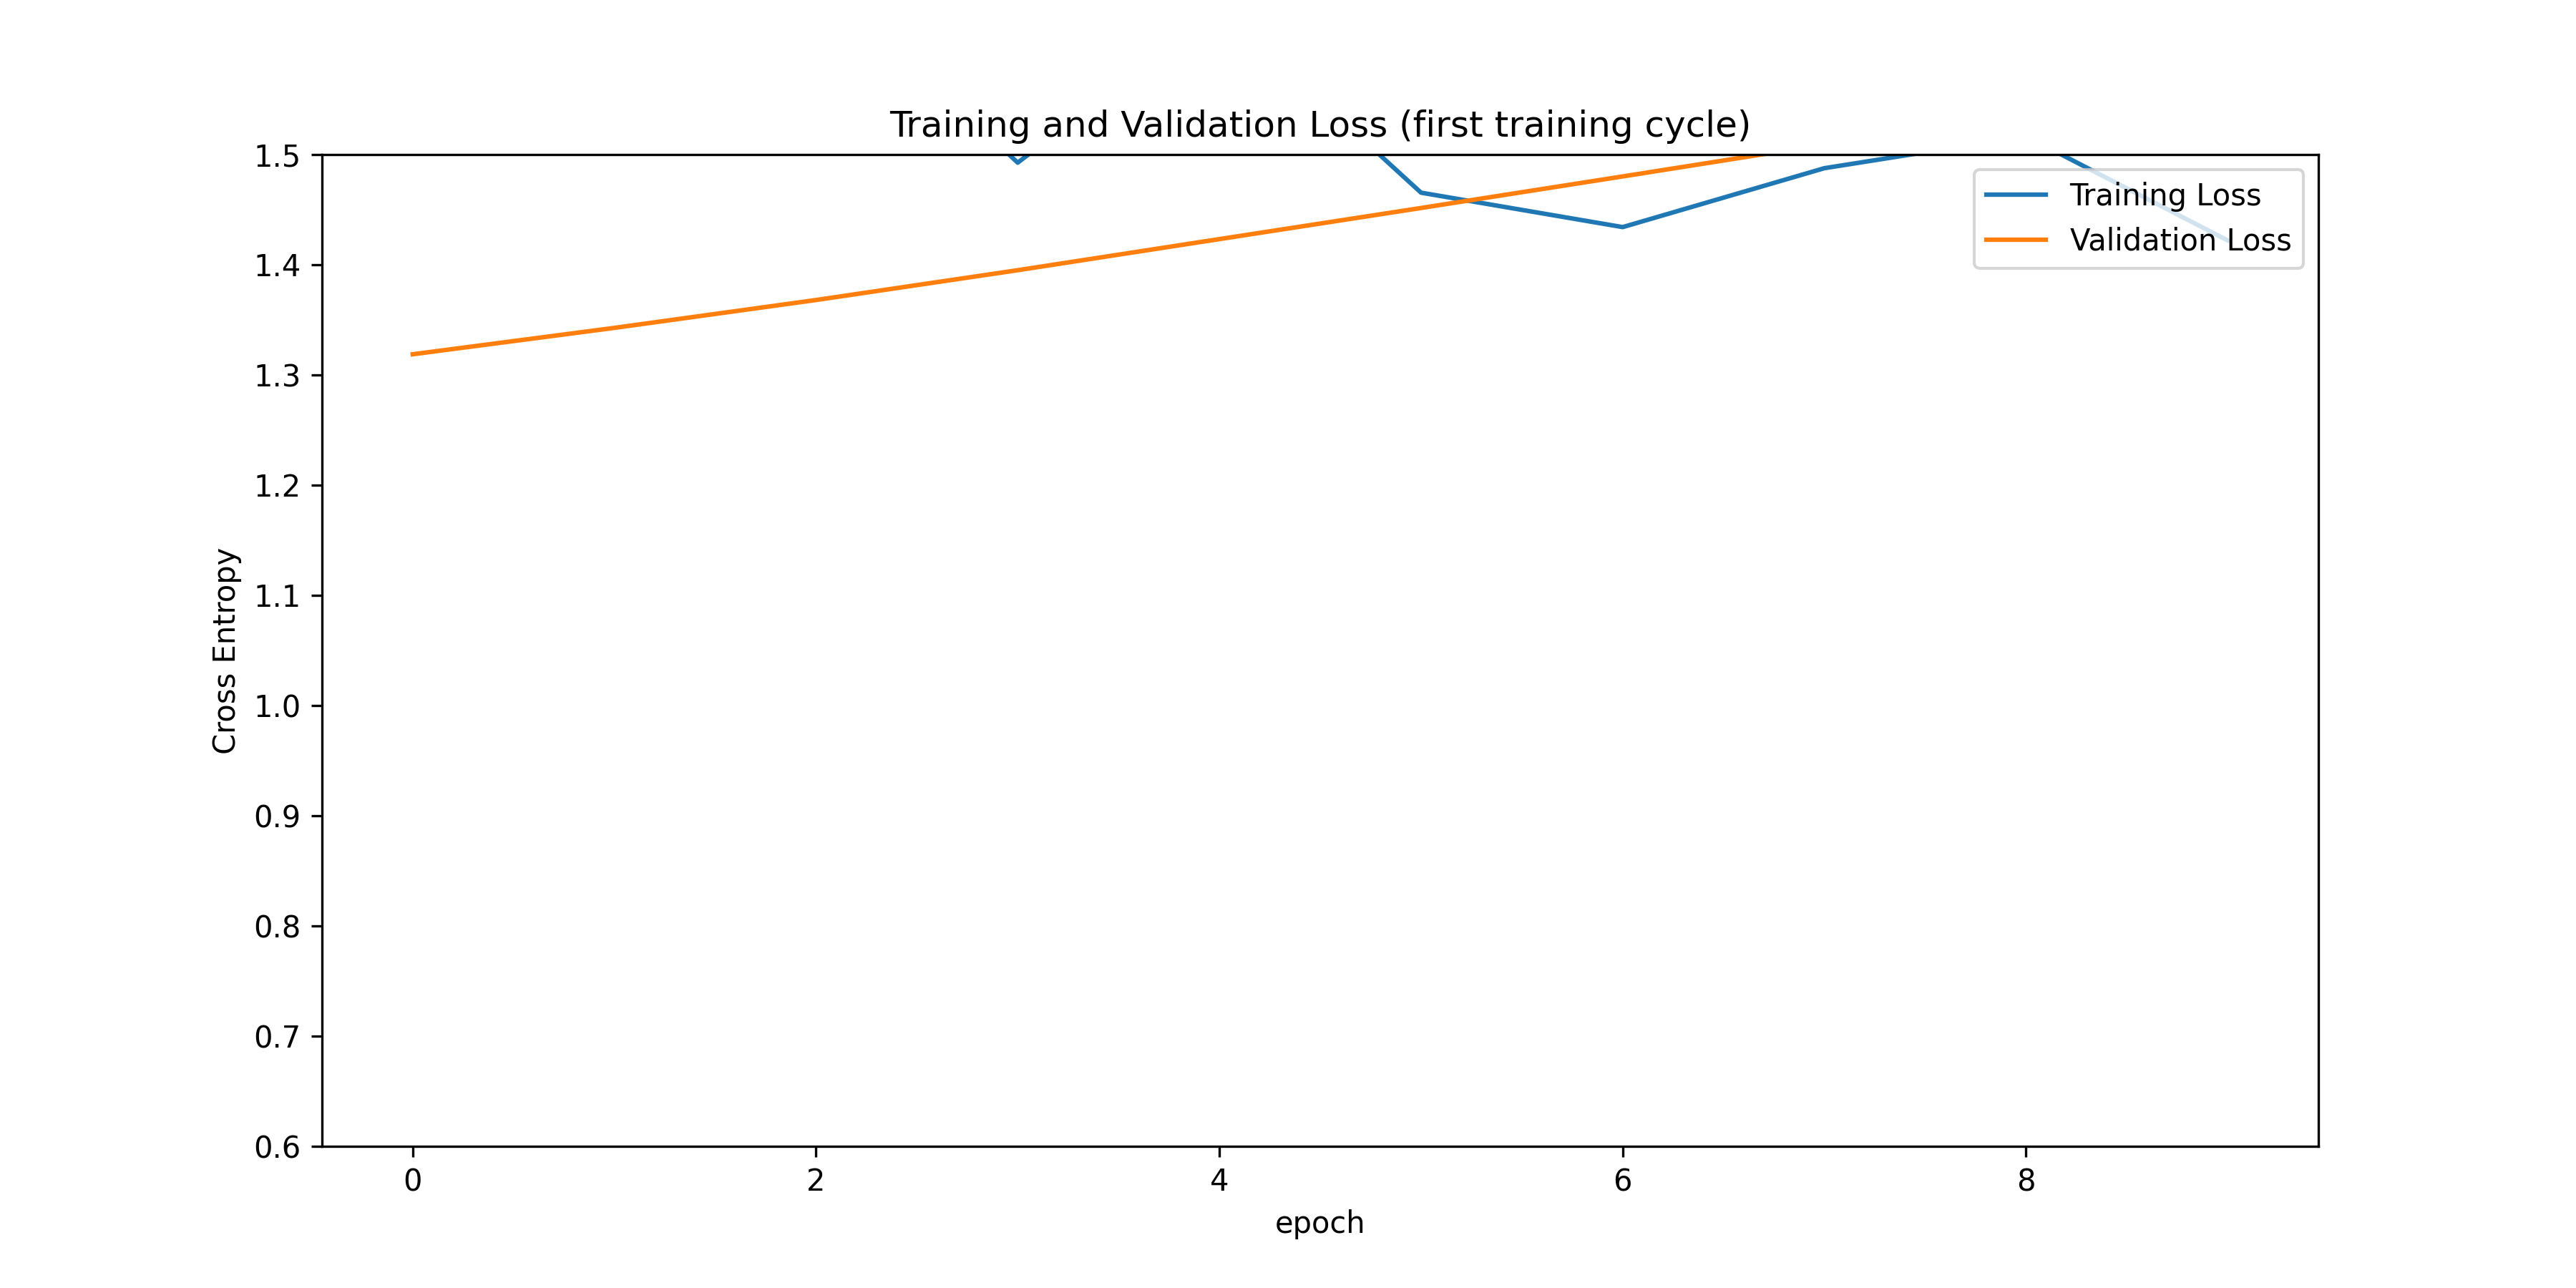 Training and Validation Loss (first training cycle)
1.5
1.4
1.3
1.2
1.1
1.0
0.9
0.8
0.7
0.6
Cross Entropy
Training Loss
Validation Loss
0 2 4 6 8
epoch